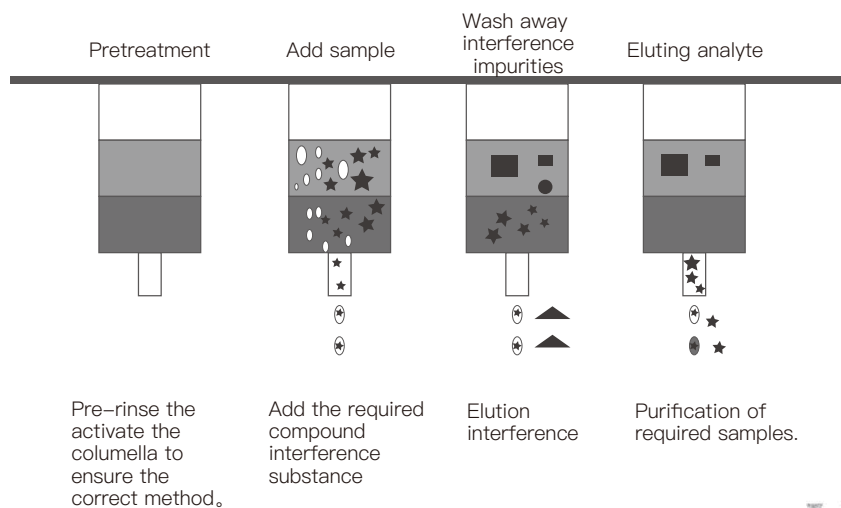 Pretreatment
Add sample
Wash away
interference
impurities
Eluting analyte
Pre-rinse the
activate the
columella to
ensure the
correct method。
Add the required
compound
interference
substance
Elution
interference
Purification of
required samples.